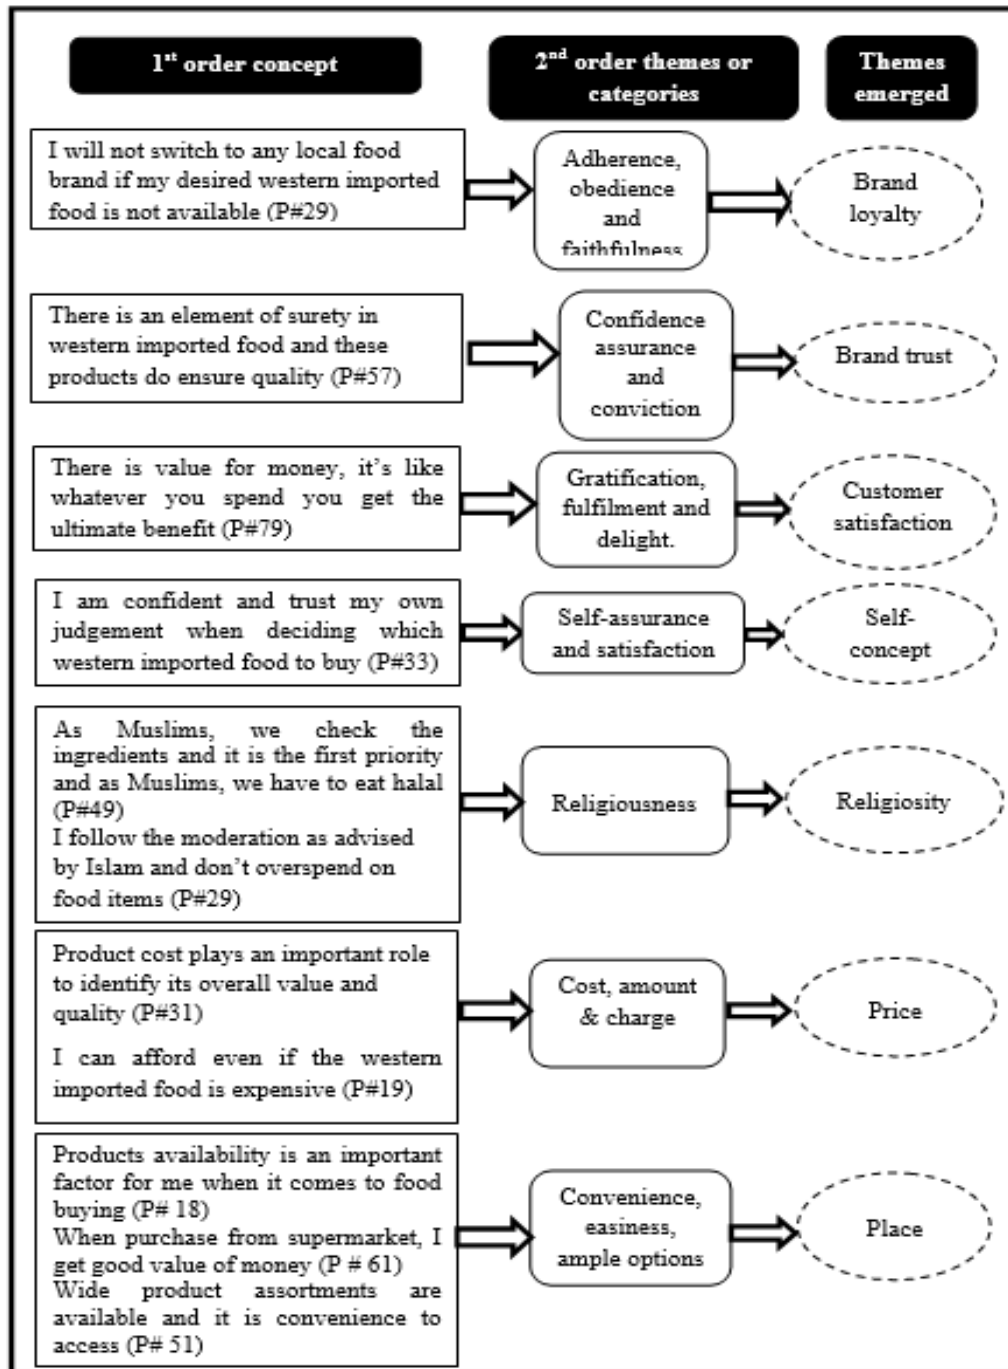 1st order concept
2nd order themes or
categories
Themes
emerged
I will not switch to any local food
brand if my desired western imported
food is not available (P#29)
Adherence,
obedience
and
faithfulness
Brand
loyalty
There is an element of surety in
western imported food and these
products do ensure quality (P#57)
Confidence
assurance
and
conviction
Brand trust
There is value for money, it's like
whatever you spend you get the
ultimate benefit (P#79)
Gratification,
fulfilment and
delight.
Customer
satisfaction
I am confident and trust my own
judgement when deciding which
western imported food to buy (P#33)
Self-assurance
and satisfaction
Self-
concept
As Muslims, we check the
ingredients and it is the first priority
and as Muslims, we have to eat halal
(P#49)
I follow the moderation as advised
by Islam and don't overspend on
food items (P#29)
Religiousness
Religiosity
Product cost plays an important role
to identify its overall value and
quality (P#31)
I can afford even if the western
imported food is expensive (P#19)
Cost, amount
& charge
Price
Products availability is an important
factor for me when it comes to food
buying (P# 18)
When purchase from supermarket, I
get good value of money (P # 61)
Wide product assortments are
available and it is convenience to
access (P# 51)
Convenience,
easiness,
ample options
Place